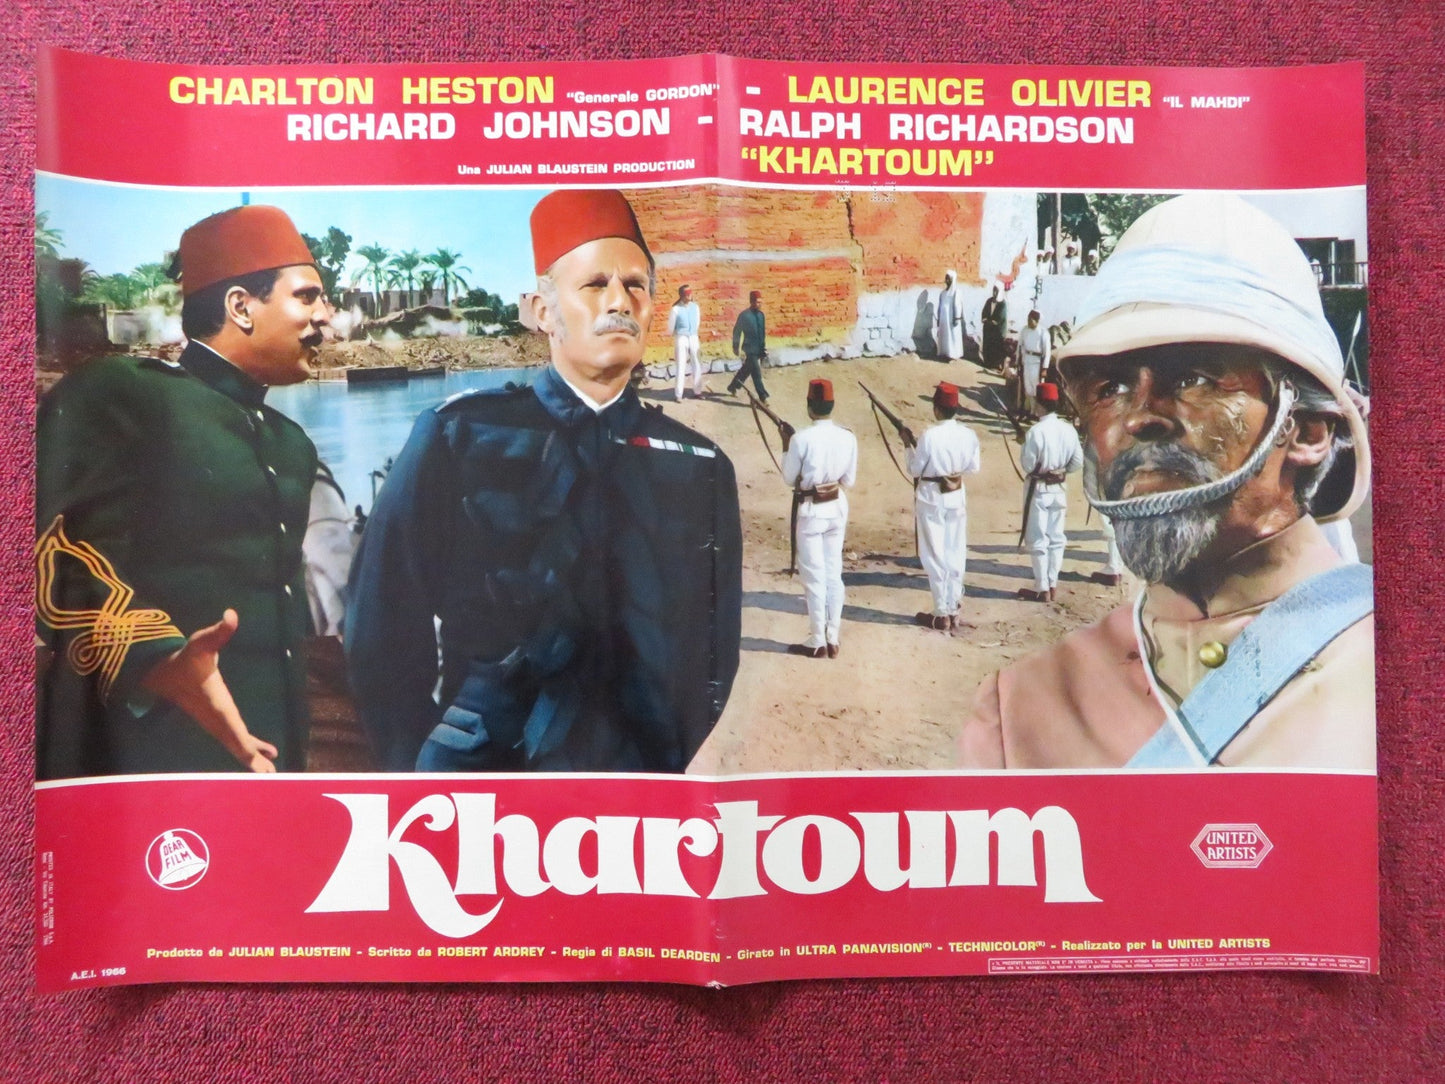 CHARLTON HESTON "Generale GORDON" - LAURENCE OLIVIER "IL MAHDI"
RICHARD JOHNSON - RALPH RICHARDSON
Una JULIAN BLAUSTEIN PRODUCTION "KHARTOUM"
DEAR
FILM
Khartoum
UNITED
ARTISTS
Prodotto da JULIAN BLAUSTEIN - Scritto da ROBERT ARDREY - Regia di BASIL DEARDEN - Girato in ULTRA PANAVISION(R) - TECHNICOLOR(R) - Realizzato per la UNITED ARTISTS
A.E.I. 1966